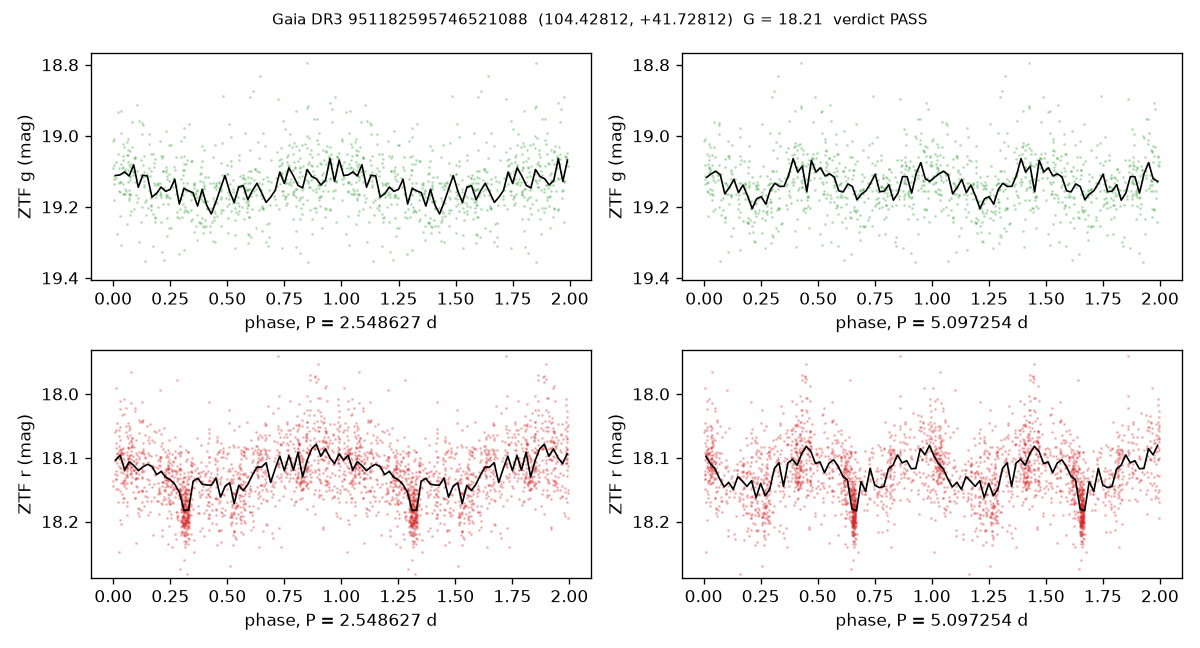 Gaia DR3 951182595746521088 (104.42812, +41.72812) G = 18.21 verdict PASS
ZTF g (mag)
18.8
19.0
19.2
19.4
0.00 0.25 0.50 0.75 1.00 1.25 1.50 1.75 2.00
phase, P = 2.548627 d
ZTF g (mag)
18.8
19.0
19.2
19.4
0.00 0.25 0.50 0.75 1.00 1.25 1.50 1.75 2.00
phase, P = 5.097254 d
ZTF r (mag)
18.0
18.1
18.2
0.00 0.25 0.50 0.75 1.00 1.25 1.50 1.75 2.00
phase, P = 2.548627 d
ZTF r (mag)
18.0
18.1
18.2
0.00 0.25 0.50 0.75 1.00 1.25 1.50 1.75 2.00
phase, P = 5.097254 d